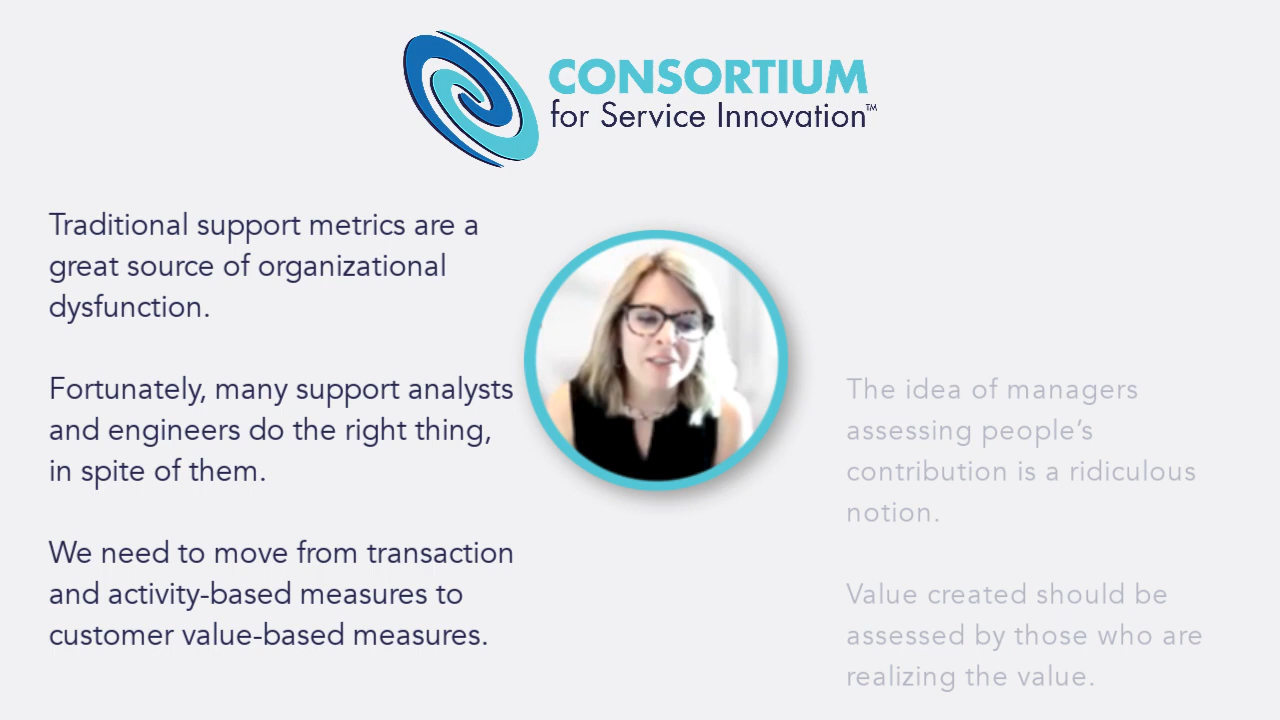 CONSORTIUM
for Service Innovation™
Traditional support metrics are a
great source of organizational
dysfunction.
Fortunately, many support analysts
and engineers do the right thing,
in spite of them.
We need to move from transaction
and activity-based measures to
customer value-based measures.
The idea of managers
assessing people's
contribution is a ridiculous
notion.
Value created should be
assessed by those who are
realizing the value.